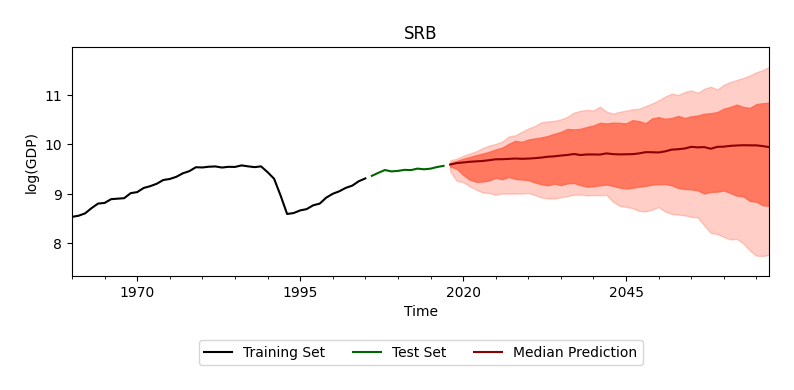 SRB
11
10
9
8
log(GDP)
1970
1995
2020
2045
Time
Training Set
Test Set
Median Prediction